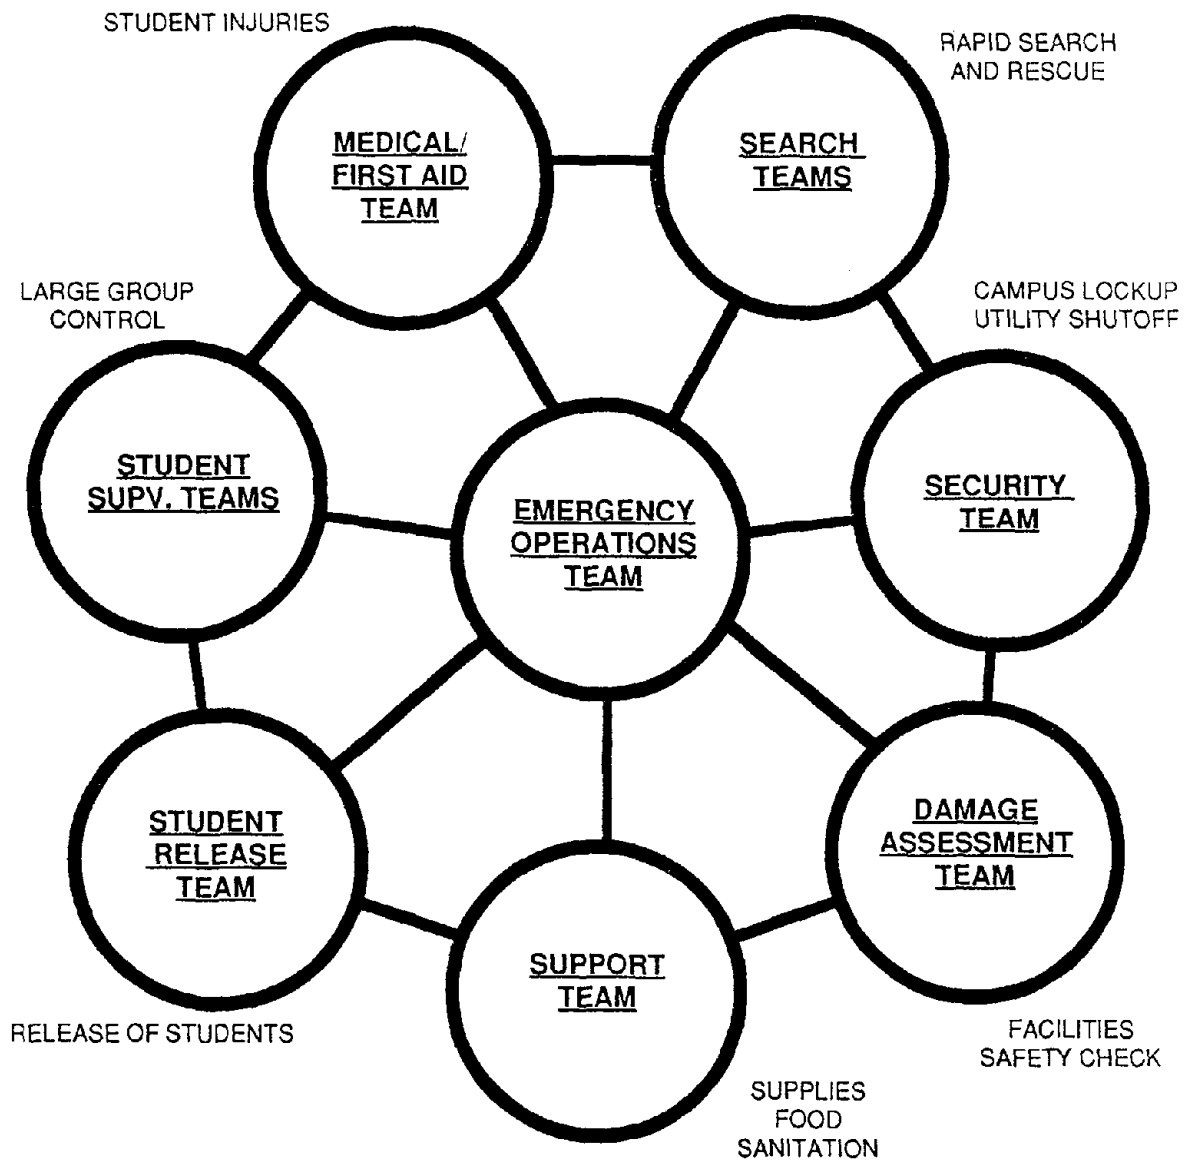 STUDENT INJURIES
RAPID SEARCH
AND RESCUE
MEDICAL/
FIRST AID
TEAM
SEARCH
TEAMS
LARGE GROUP
CONTROL
CAMPUS LOCKUP
UTILITY SHUTOFF
STUDENT
SUPV. TEAMS
EMERGENCY
OPERATIONS
TEAM
SECURITY
TEAM
STUDENT
RELEASE
TEAM
DAMAGE
ASSESSMENT
TEAM
SUPPORT
TEAM
RELEASE OF STUDENTS
FACILITIES
SAFETY CHECK
SUPPLIES
FOOD
SANITATION